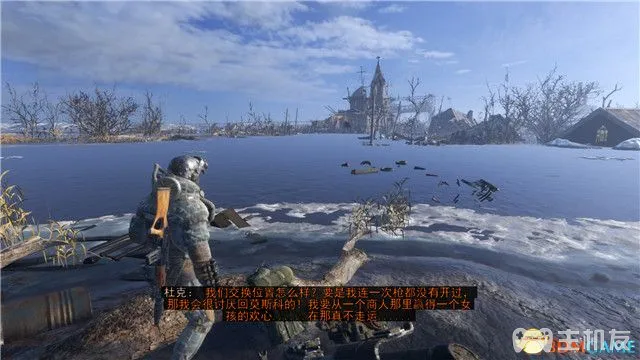 杜克： 我们交换位置怎么样？要是我连一次枪都没有开过，
那我会很讨厌回莫斯科的！我要从一个商人那里赢得一个女
孩的欢心 在那真不走运
主机友
GAME